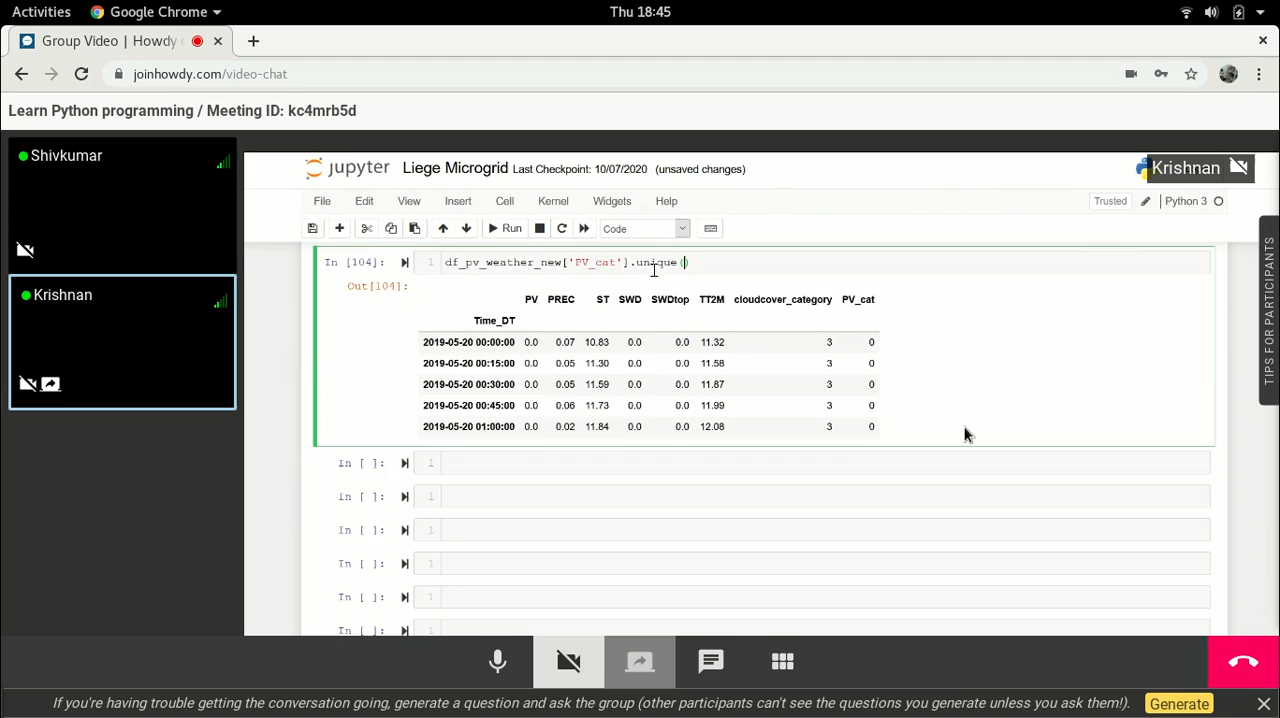 Activities Google Chrome Thu 18:45
Group Video | Howdy
joinhowdy.com/video-chat
Learn Python programming / Meeting ID: kc4mrb5d
Shivkumar
Krishnan
jupyter Liege Microgrid Last Checkpoint: 10/07/2020 (unsaved changes)
Krishnan
File Edit View Insert Cell Kernel Widgets Help Trusted Python 3
Run Code
In [104]: 1 df_pv_weather_new['PV_cat'].unique()
Out[104]:
PV PREC ST SWD SWDtop TT2M cloudcover_category PV_cat
Time_DT
2019-05-20 00:00:00 0.0 0.07 10.83 0.0 0.0 11.32 3 0
2019-05-20 00:15:00 0.0 0.05 11.30 0.0 0.0 11.58 3 0
2019-05-20 00:30:00 0.0 0.05 11.59 0.0 0.0 11.87 3 0
2019-05-20 00:45:00 0.0 0.06 11.73 0.0 0.0 11.99 3 0
2019-05-20 01:00:00 0.0 0.02 11.84 0.0 0.0 12.08 3 0
In [ ]: 1
In [ ]: 1
In [ ]: 1
In [ ]: 1
In [ ]: 1
In [ ]: 1
TIPS FOR PARTICIPANTS
If you're having trouble getting the conversation going, generate a question and ask the group (other participants can't see the questions you generate unless you ask them!). Generate